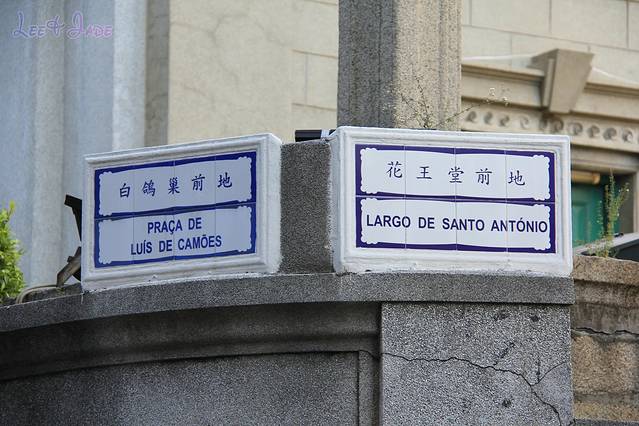 Lee & Jade
白鴿巢前地
PRAÇA DE
LUÍS DE CAMÕES
花王堂前地
LARGO DE SANTO ANTÓNIO